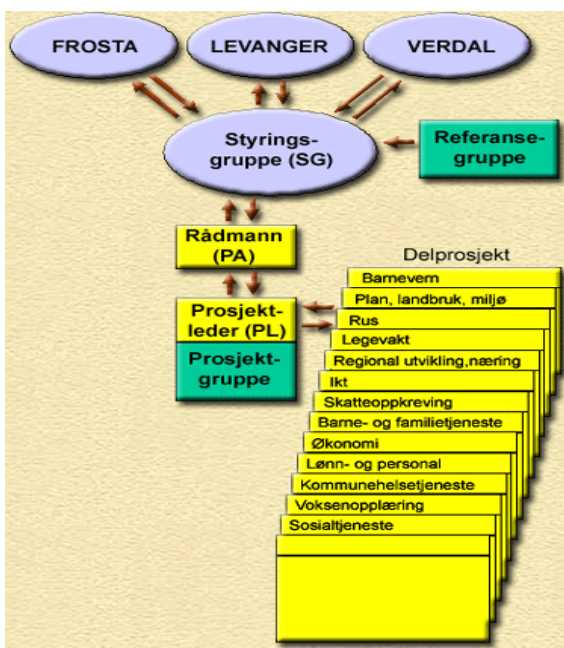 FROSTA
LEVANGER
VERDAL
Styrings-
gruppe (SG)
Referanse-
gruppe
Rådmann
(PA)
Delprosjekt
Barnevern
Plan, landbruk, miljø
Prosjekt-
leder (PL)
Rus
Legevakt
Prosjekt-
gruppe
Regional utvikling,næring
Ikt
Skatteoppkreving
Barne- og familietjeneste
Økonomi
Lønn- og personal
Kommunehelsetjeneste
Voksenopplæring
Sosialtjeneste